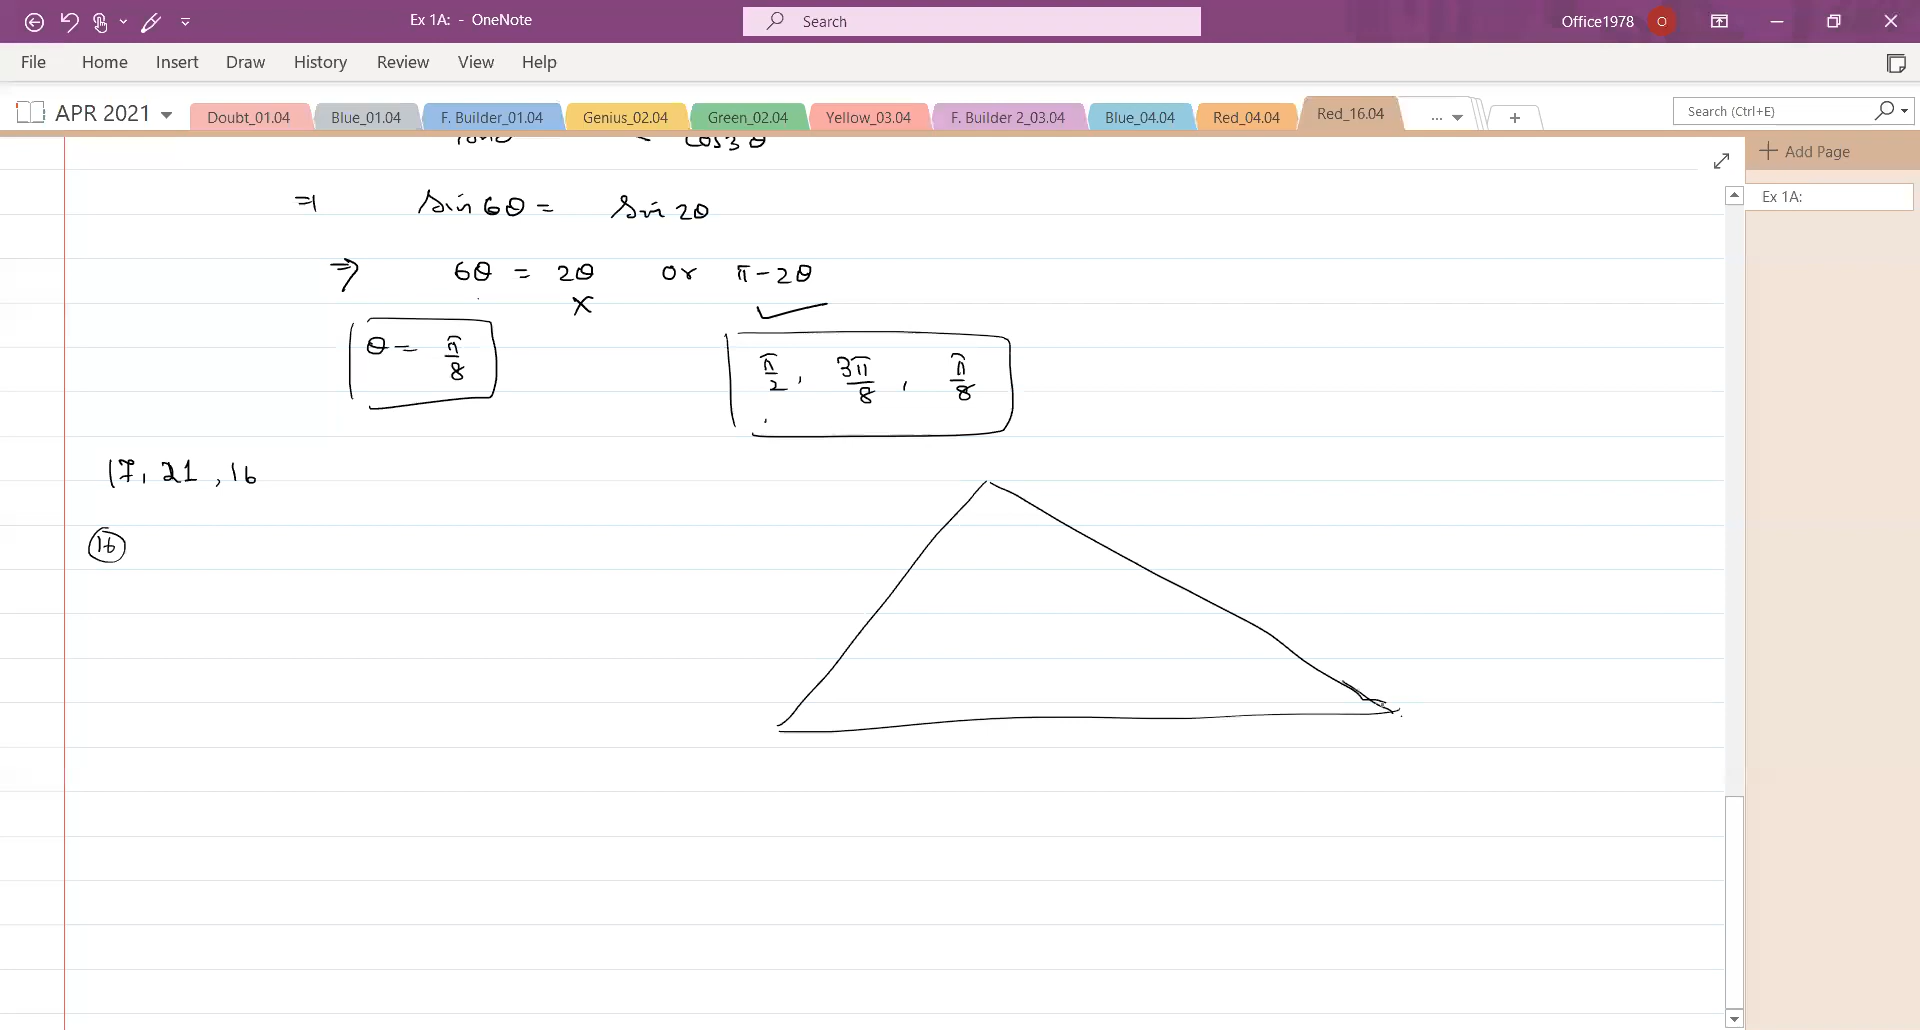 Ex 1A: - OneNote
Search
Office1978
O
File Home Insert Draw History Review View Help
APR 2021
Doubt_01.04
Blue_01.04
F. Builder_01.04
Genius_02.04
Green_02.04
Yellow_03.04
F. Builder 2_03.04
Blue_04.04
Red_04.04
Red_16.04
...
Search (Ctrl+E)
Add Page
Ex 1A:
cos3θ
⇒ sin 6θ = sin 2θ
⇒ 6θ = 2θ or π - 2θ
x ✓
θ = π/8
π/2, 3π/8, π/8
17, 21, 16
16